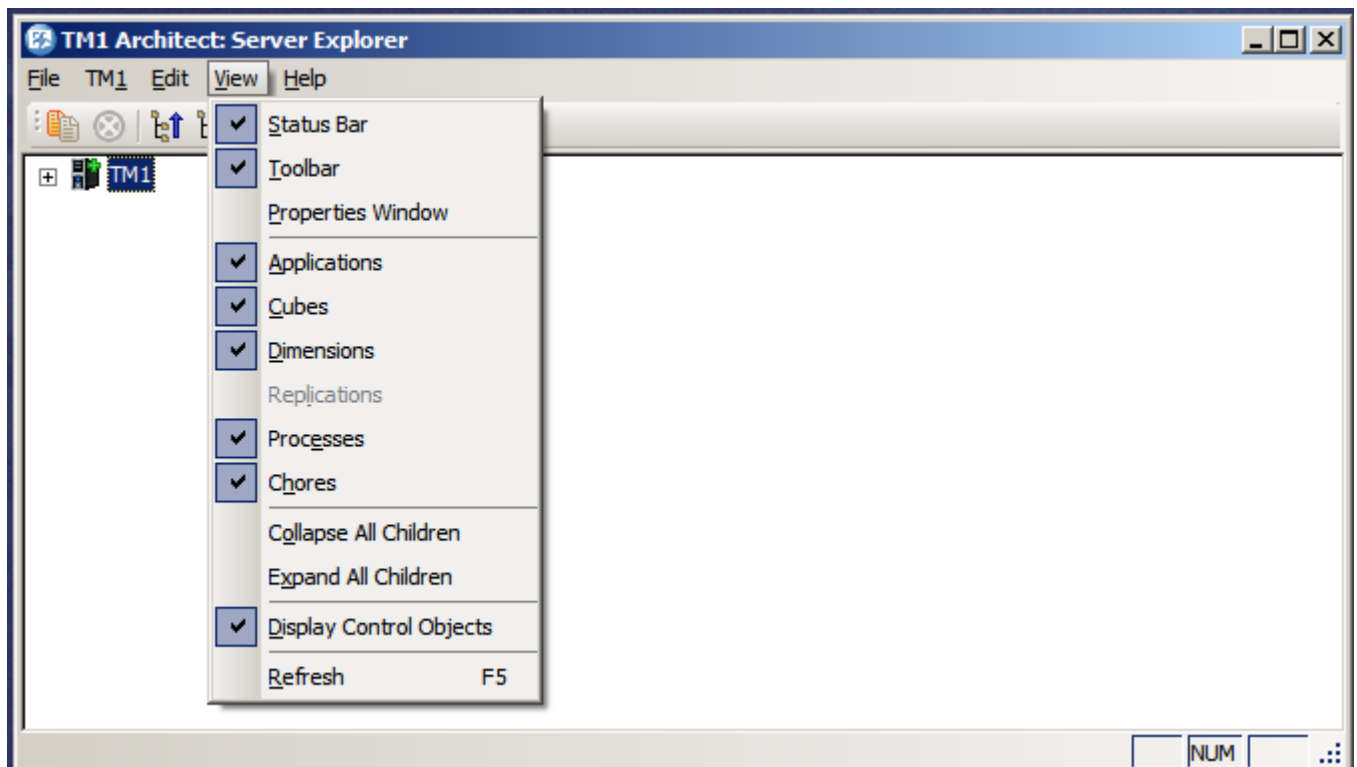 TM1 Architect: Server Explorer
File TM1 Edit View Help
Status Bar
TM1
Toolbar
Properties Window
Applications
Cubes
Dimensions
Replications
Processes
Chores
Collapse All Children
Expand All Children
Display Control Objects
Refresh F5
NUM